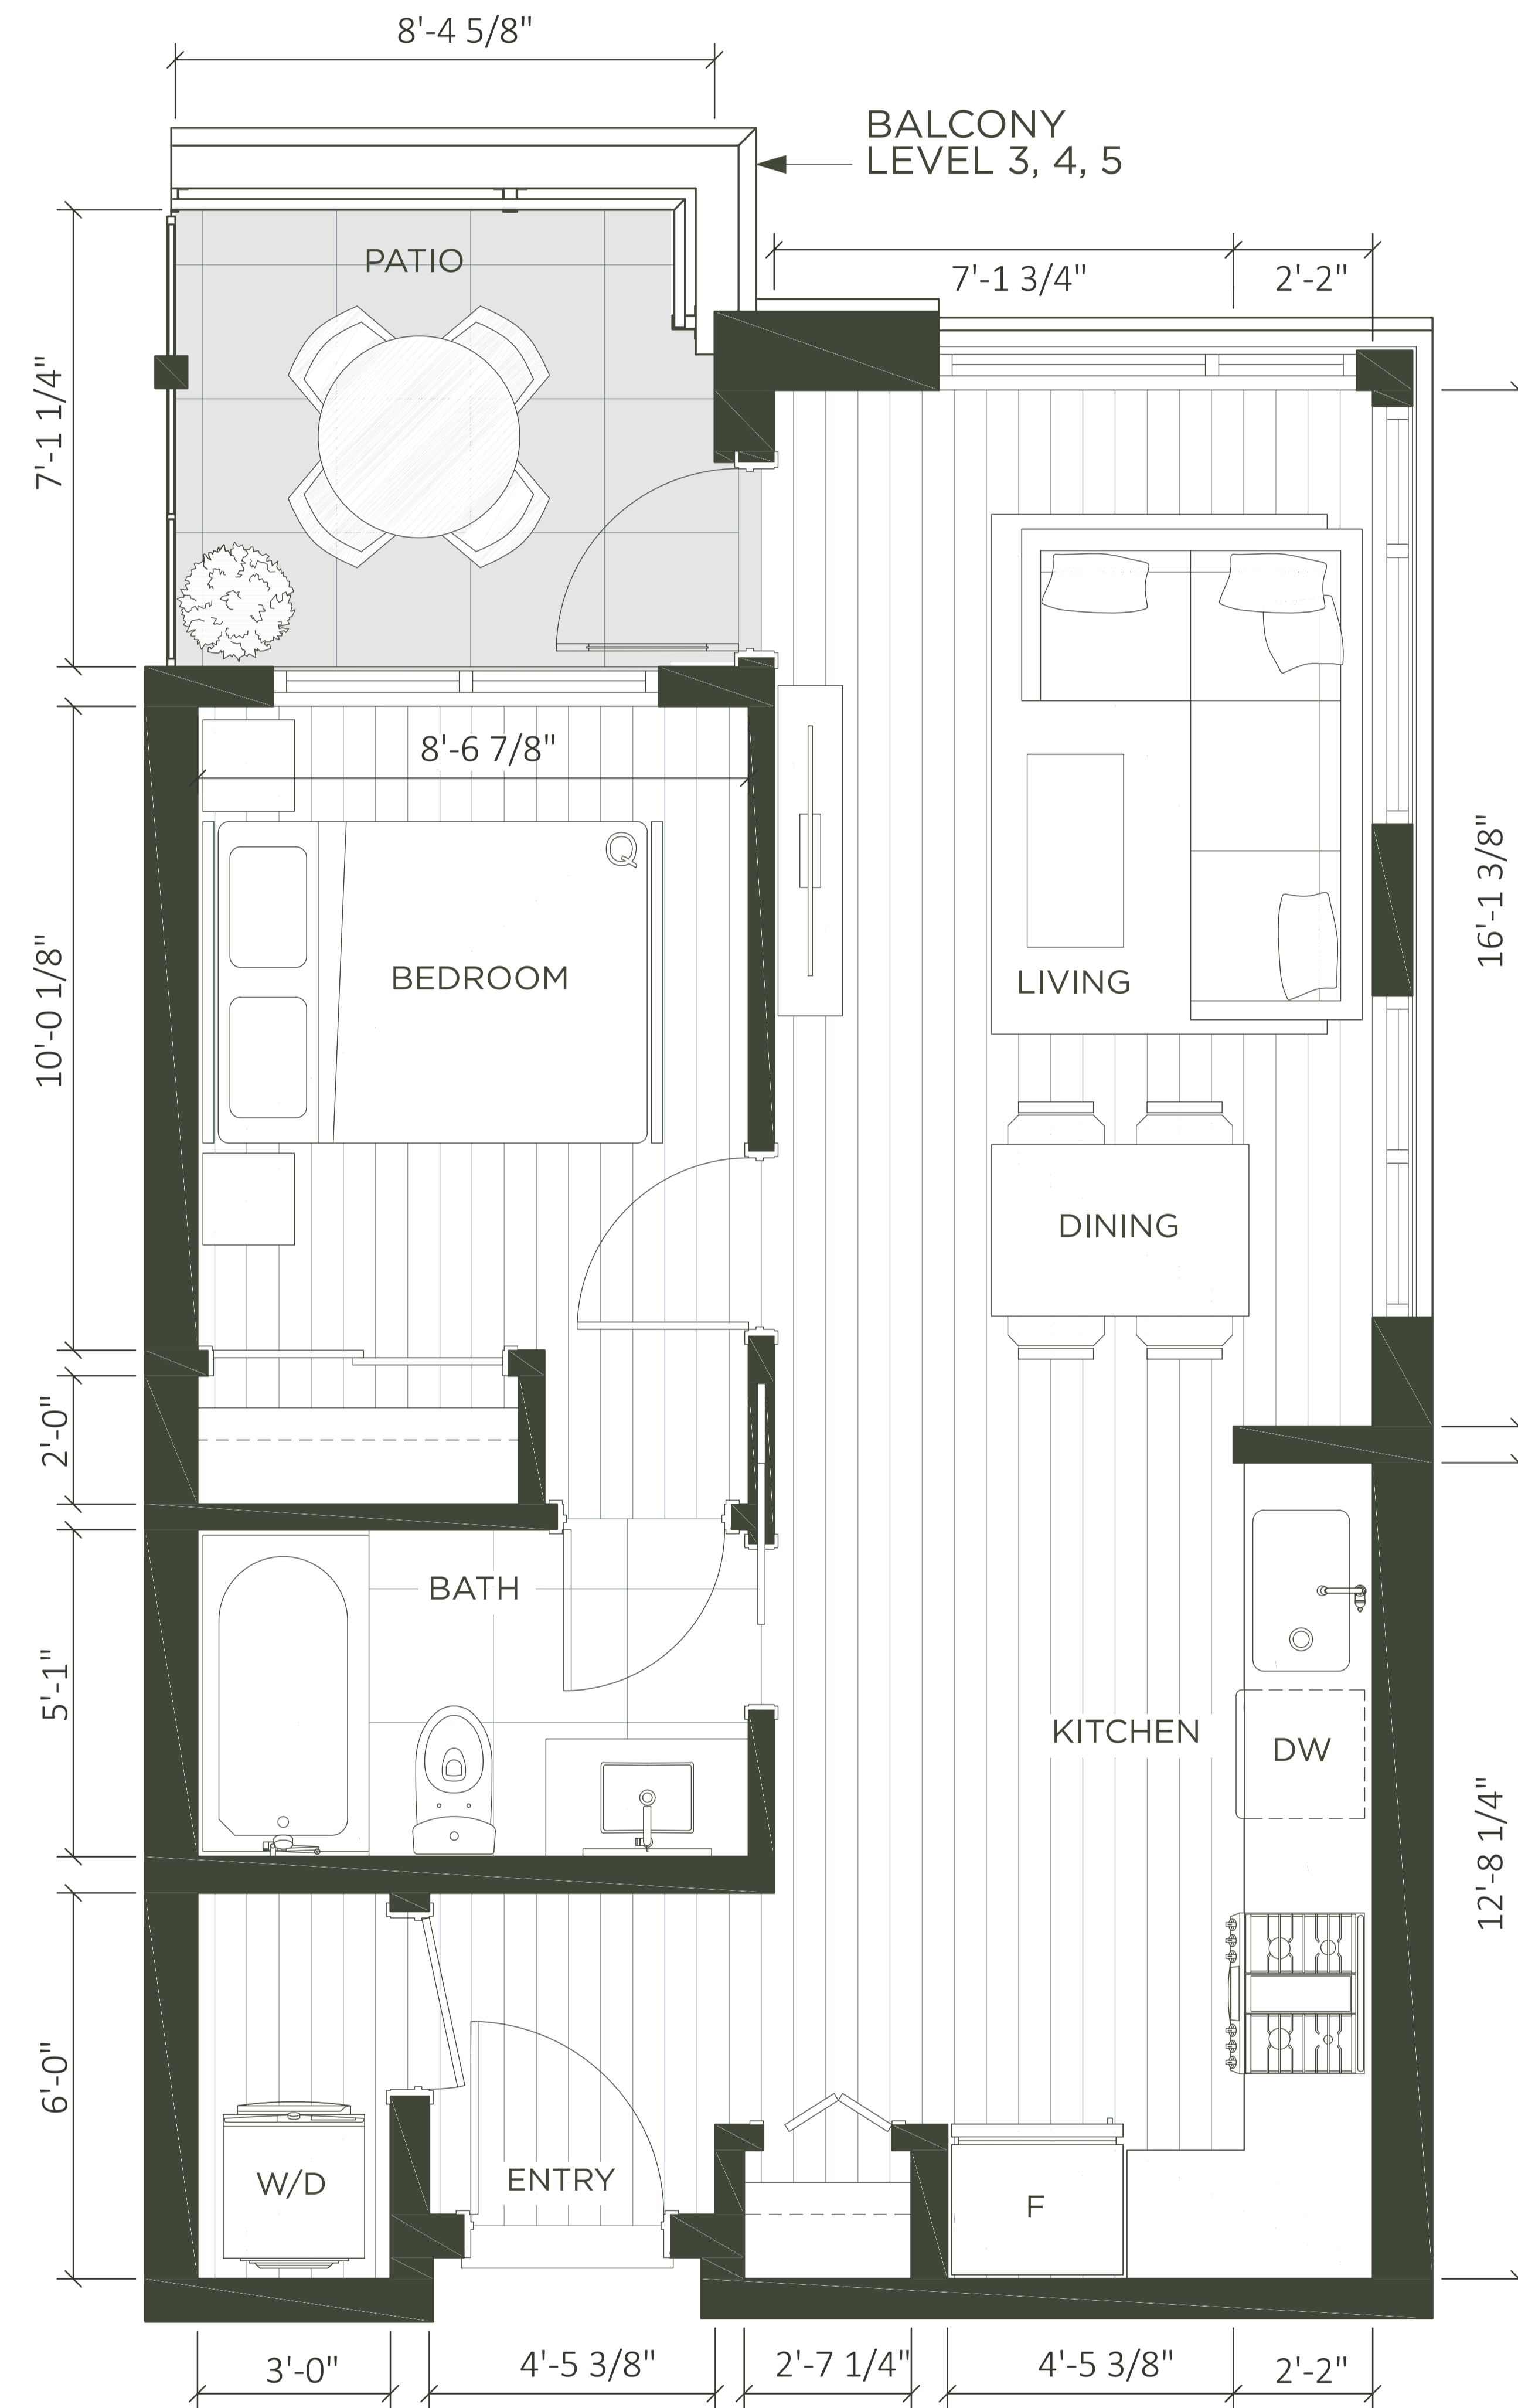 8'-4 5/8"
BALCONY
LEVEL 3, 4, 5
PATIO
7'-1 3/4"
2'-2"
7'-1 1/4"
8'-6 7/8"
Q
BEDROOM
LIVING
10'-0 1/8"
16'-1 3/8"
DINING
2'-0"
BATH
5'-1"
KITCHEN
DW
12'-8 1/4"
6'-0"
W/D
ENTRY
F
3'-0"
4'-5 3/8"
2'-7 1/4"
4'-5 3/8"
2'-2"